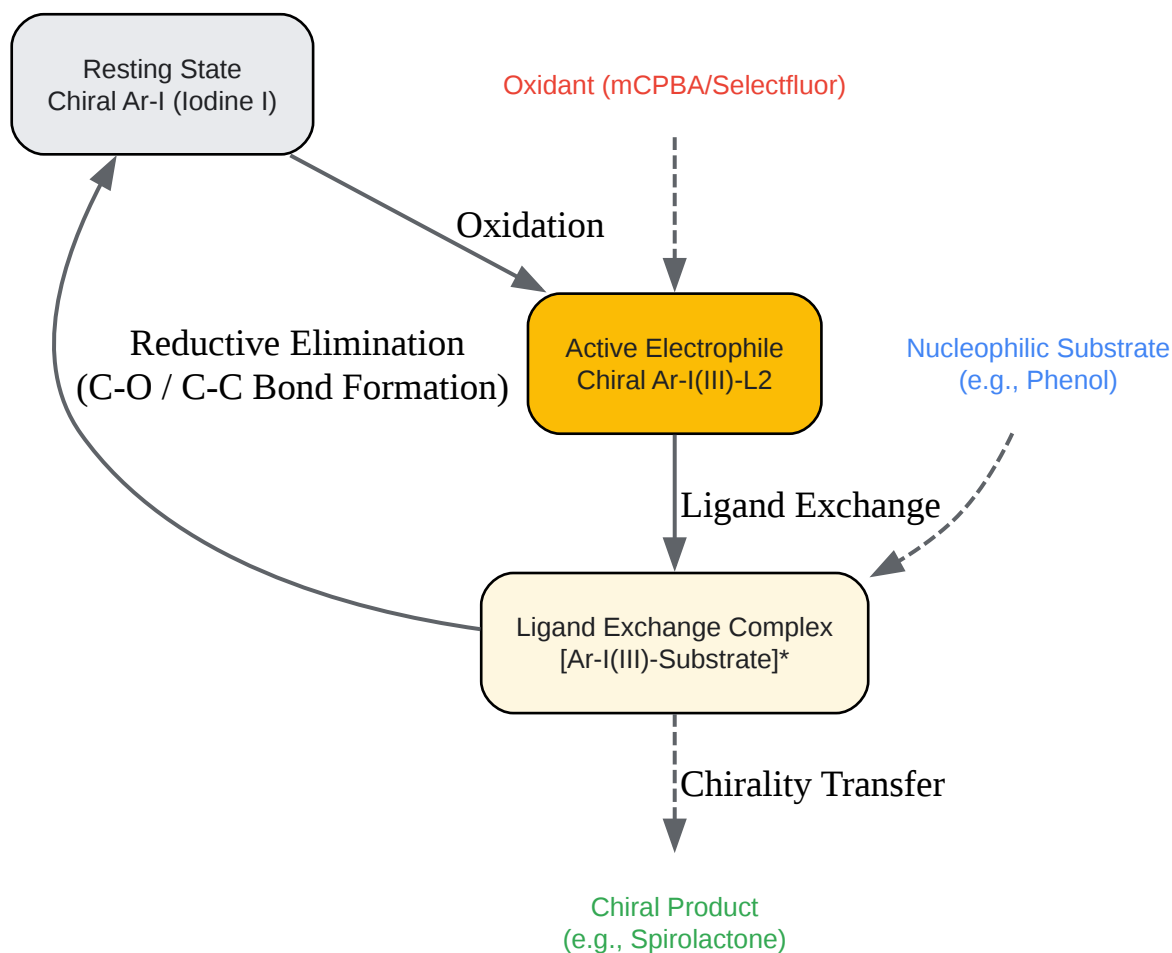 Resting State
Chiral Ar-I (Iodine I)
Oxidant (mCPBA/Selectfluor)
Oxidation
Reductive Elimination
(C-O / C-C Bond Formation)
Active Electrophile
Chiral Ar-I(III)-L2
Nucleophilic Substrate
(e.g., Phenol)
Ligand Exchange
Ligand Exchange Complex
[Ar-I(III)-Substrate]*
Chirality Transfer
Chiral Product
(e.g., Spirolactone)